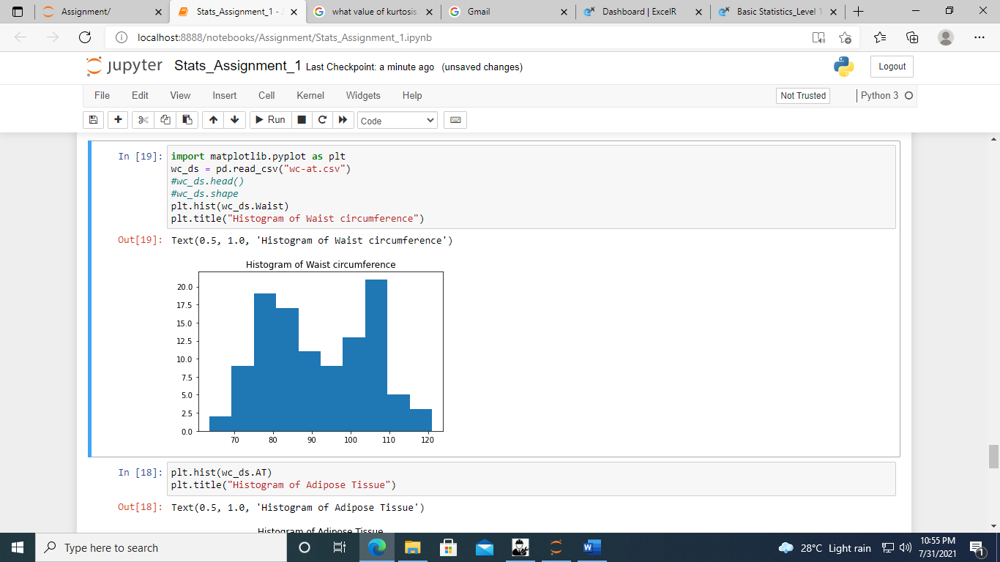 Assignment/
Stats_Assignment_1 - J
what value of kurtosis
Gmail
Dashboard | ExcelR
Basic Statistics_Level 1
localhost:8888/notebooks/Assignment/Stats_Assignment_1.ipynb
jupyter Stats_Assignment_1 Last Checkpoint: a minute ago (unsaved changes)
Logout
File Edit View Insert Cell Kernel Widgets Help
Not Trusted
Python 3
Run
Code
In [19]:
import matplotlib.pyplot as plt
wc_ds = pd.read_csv("wc-at.csv")
#wc_ds.head()
#wc_ds.shape
plt.hist(wc_ds.Waist)
plt.title("Histogram of Waist circumference")
Out[19]: Text(0.5, 1.0, 'Histogram of Waist circumference')
Histogram of Waist circumference
20.0
17.5
15.0
12.5
10.0
7.5
5.0
2.5
0.0
70 80 90 100 110 120
In [18]:
plt.hist(wc_ds.AT)
plt.title("Histogram of Adipose Tissue")
Out[18]: Text(0.5, 1.0, 'Histogram of Adipose Tissue')
Histogram of Adipose Tissue
Type here to search
W
28°C Light rain
10:55 PM
7/31/2021
1